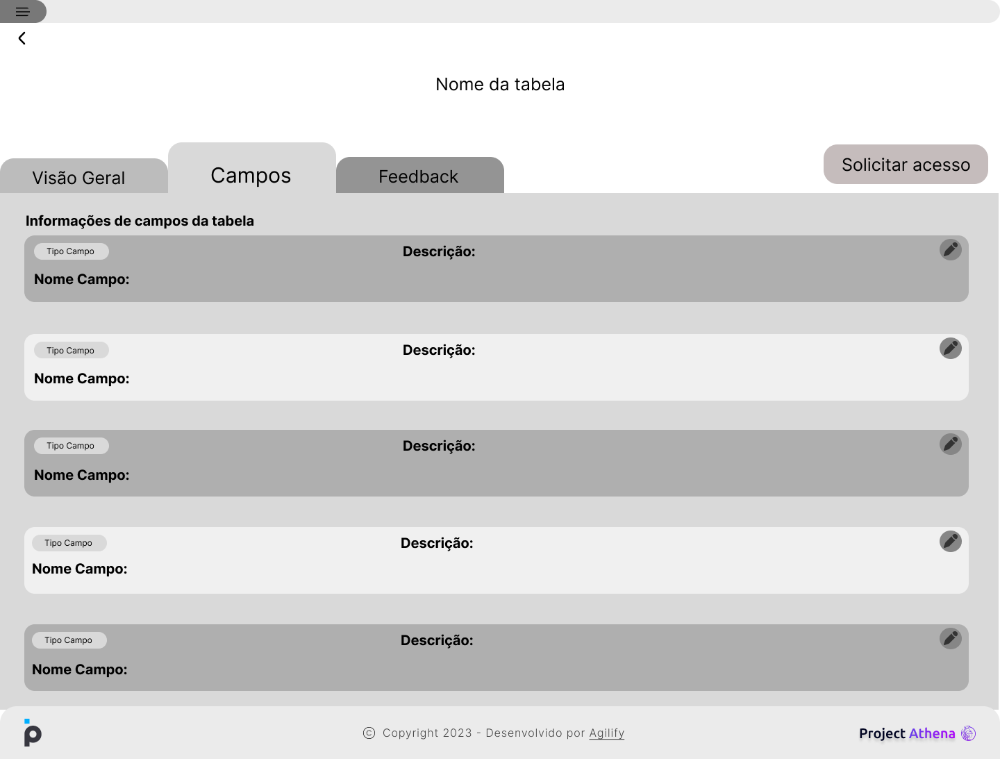 Nome da tabela
Visão Geral
Campos
Feedback
Solicitar acesso
Informações de campos da tabela
Tipo Campo
Descrição:
Nome Campo:
Tipo Campo
Descrição:
Nome Campo:
Tipo Campo
Descrição:
Nome Campo:
Tipo Campo
Descrição:
Nome Campo:
Tipo Campo
Descrição:
Nome Campo:
© Copyright 2023 - Desenvolvido por Agilify
Project Athena